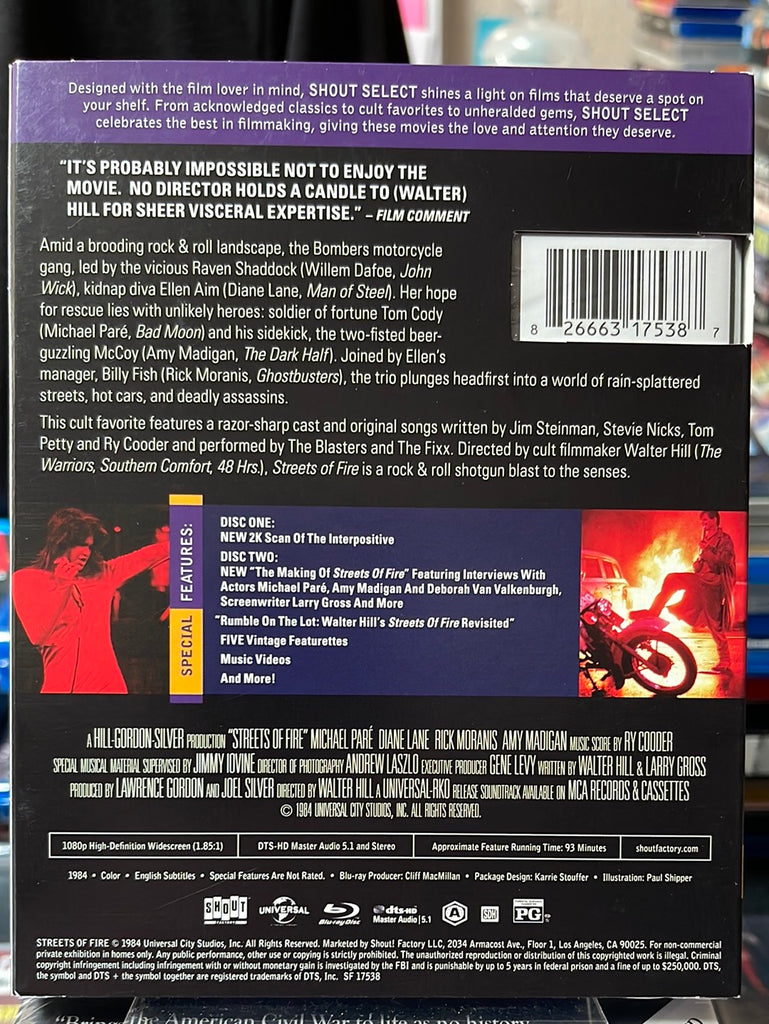 Designed with the film lover in mind, SHOUT SELECT shines a light on films that deserve a spot on
your shelf. From acknowledged classics to cult favorites to unheralded gems, SHOUT SELECT
celebrates the best in filmmaking, giving these movies the love and attention they deserve.
"IT'S PROBABLY IMPOSSIBLE NOT TO ENJOY THE
MOVIE. NO DIRECTOR HOLDS A CANDLE TO (WALTER)
HILL FOR SHEER VISCERAL EXPERTISE." – FILM COMMENT
Amid a brooding rock & roll landscape, the Bombers motorcycle
gang, led by the vicious Raven Shaddock (Willem Dafoe, John
Wick), kidnap diva Ellen Aim (Diane Lane, Man of Steel). Her hope
for rescue lies with unlikely heroes: soldier of fortune Tom Cody
(Michael Paré, Bad Moon) and his sidekick, the two-fisted beer-
guzzling McCoy (Amy Madigan, The Dark Half). Joined by Ellen's
manager, Billy Fish (Rick Moranis, Ghostbusters), the trio plunges headfirst into a world of rain-splattered
streets, hot cars, and deadly assassins.
8 26663 17538 7
This cult favorite features a razor-sharp cast and original songs written by Jim Steinman, Stevie Nicks, Tom
Petty and Ry Cooder and performed by The Blasters and The Fixx. Directed by cult filmmaker Walter Hill (The
Warriors, Southern Comfort, 48 Hrs.), Streets of Fire is a rock & roll shotgun blast to the senses.
SPECIAL FEATURES:
DISC ONE:
NEW 2K Scan Of The Interpositive
DISC TWO:
NEW "The Making Of Streets Of Fire" Featuring Interviews With
Actors Michael Paré, Amy Madigan And Deborah Van Valkenburgh,
Screenwriter Larry Gross And More
"Rumble On The Lot: Walter Hill's Streets Of Fire Revisited"
FIVE Vintage Featurettes
Music Videos
And More!
A HILL-GORDON-SILVER PRODUCTION "STREETS OF FIRE" MICHAEL PARÉ DIANE LANE RICK MORANIS AMY MADIGAN MUSIC SCORE BY RY COODER
SPECIAL MUSICAL MATERIAL SUPERVISED BY JIMMY IOVINE DIRECTOR OF PHOTOGRAPHY ANDREW LASZLO EXECUTIVE PRODUCER GENE LEVY WRITTEN BY WALTER HILL & LARRY GROSS
PRODUCED BY LAWRENCE GORDON AND JOEL SILVER DIRECTED BY WALTER HILL A UNIVERSAL-RKO RELEASE SOUNDTRACK AVAILABLE ON MCA RECORDS & CASSETTES
© 1984 UNIVERSAL CITY STUDIOS, INC. ALL RIGHTS RESERVED.
1080p High-Definition Widescreen (1.85:1) DTS-HD Master Audio 5.1 and Stereo Approximate Feature Running Time: 93 Minutes shoutfactory.com
1984 • Color • English Subtitles • Special Features Are Not Rated. • Blu-ray Producer: Cliff MacMillan • Package Design: Karrie Stouffer • Illustration: Paul Shipper
SHOUT FACTORY UNIVERSAL Blu-ray Disc dts-HD Master Audio 5.1 A SDH PG
STREETS OF FIRE © 1984 Universal City Studios, Inc. All Rights Reserved. Marketed by Shout! Factory LLC, 2034 Armacost Ave., Floor 1, Los Angeles, CA 90025. For non-commercial
private exhibition in homes only. Any public performance, other use or copying is strictly prohibited. The unauthorized reproduction or distribution of this copyrighted work is illegal. Criminal
copyright infringement including infringement with or without monetary gain is investigated by the FBI and is punishable by up to 5 years in federal prison and a fine of up to $250,000. DTS,
the symbol and DTS + the symbol together are registered trademarks of DTS, Inc. SF 17538
the American Civil War to life as no history